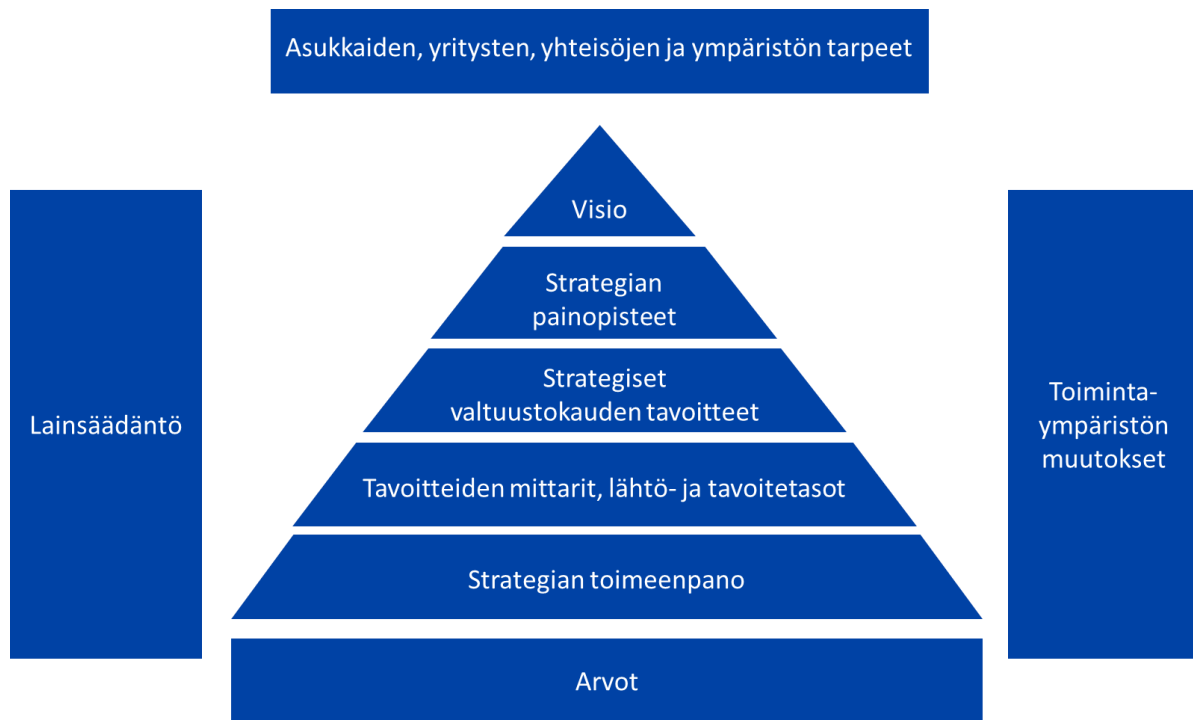 Asukkaiden, yritysten, yhteisöjen ja ympäristön tarpeet
Visio
Strategian
painopisteet
Strategiset
valtuustokauden tavoitteet
Tavoitteiden mittarit, lähtö- ja tavoitetasot
Strategian toimeenpano
Arvot
Lainsäädäntö
Toiminta-
ympäristön
muutokset